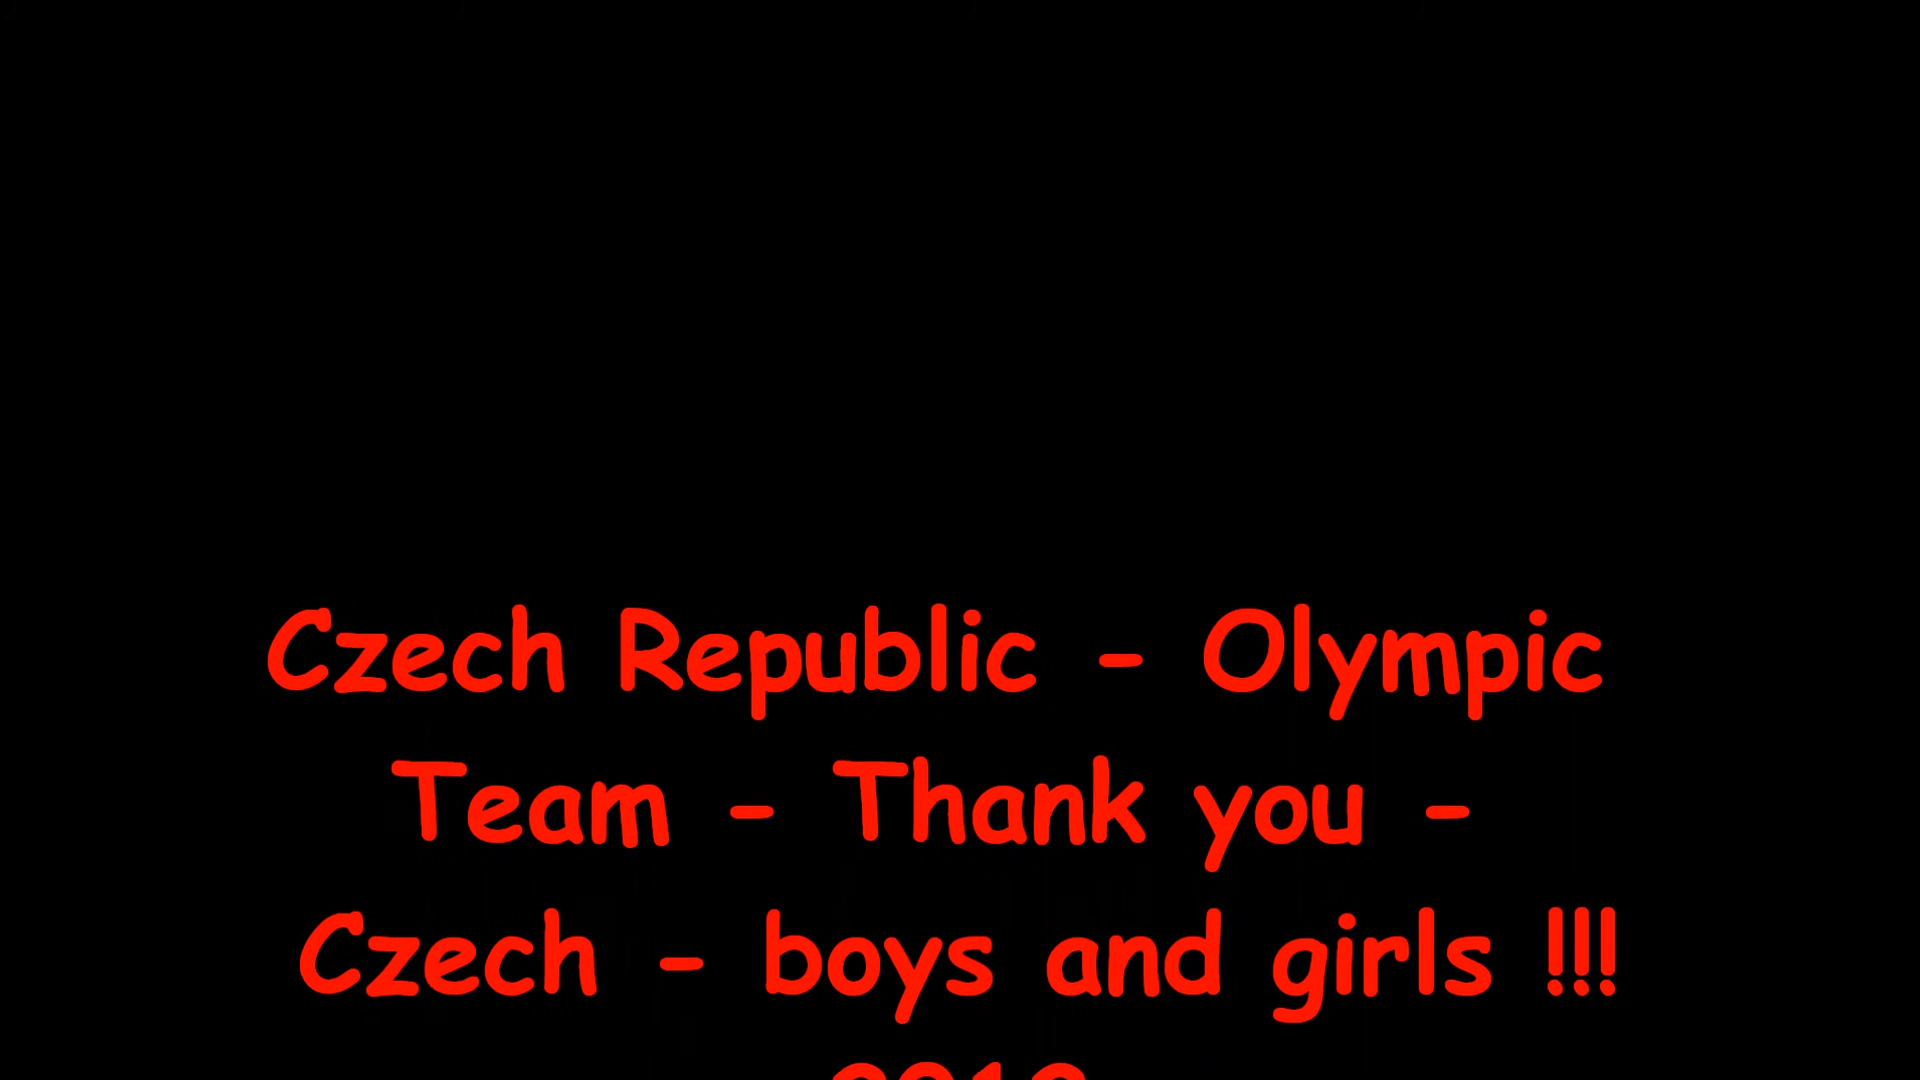 Czech Republic - Olympic
Team - Thank you -
Czech - boys and girls !!!